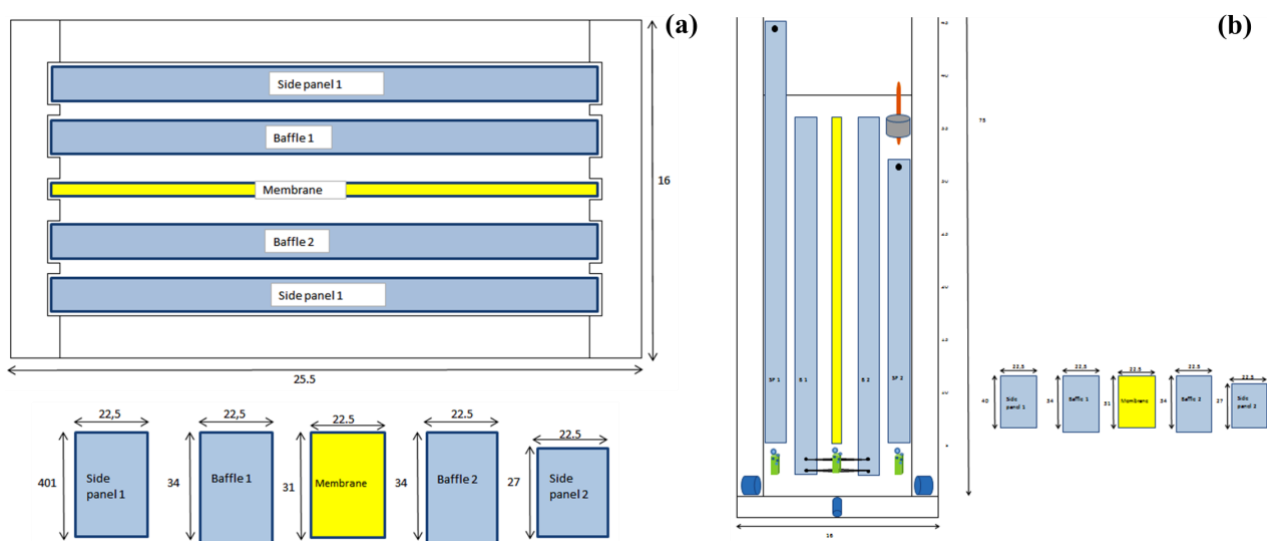 (a)
Side panel 1
Baffle 1
Membrane
Baffle 2
Side panel 1
16
25.5
22,5
22,5
22.5
22.5
22.5
401
Side
panel 1
34
Baffle 1
31
Membrane
34
Baffle 2
27
Side
panel 2
(b)
75
SP 1
B 1
B 2
SP 2
16
22.5
22.5
22.5
22.5
22.5
40
Side
panel 1
34
Baffle 1
31
Membrane
34
Baffle 2
27
Side
panel 2